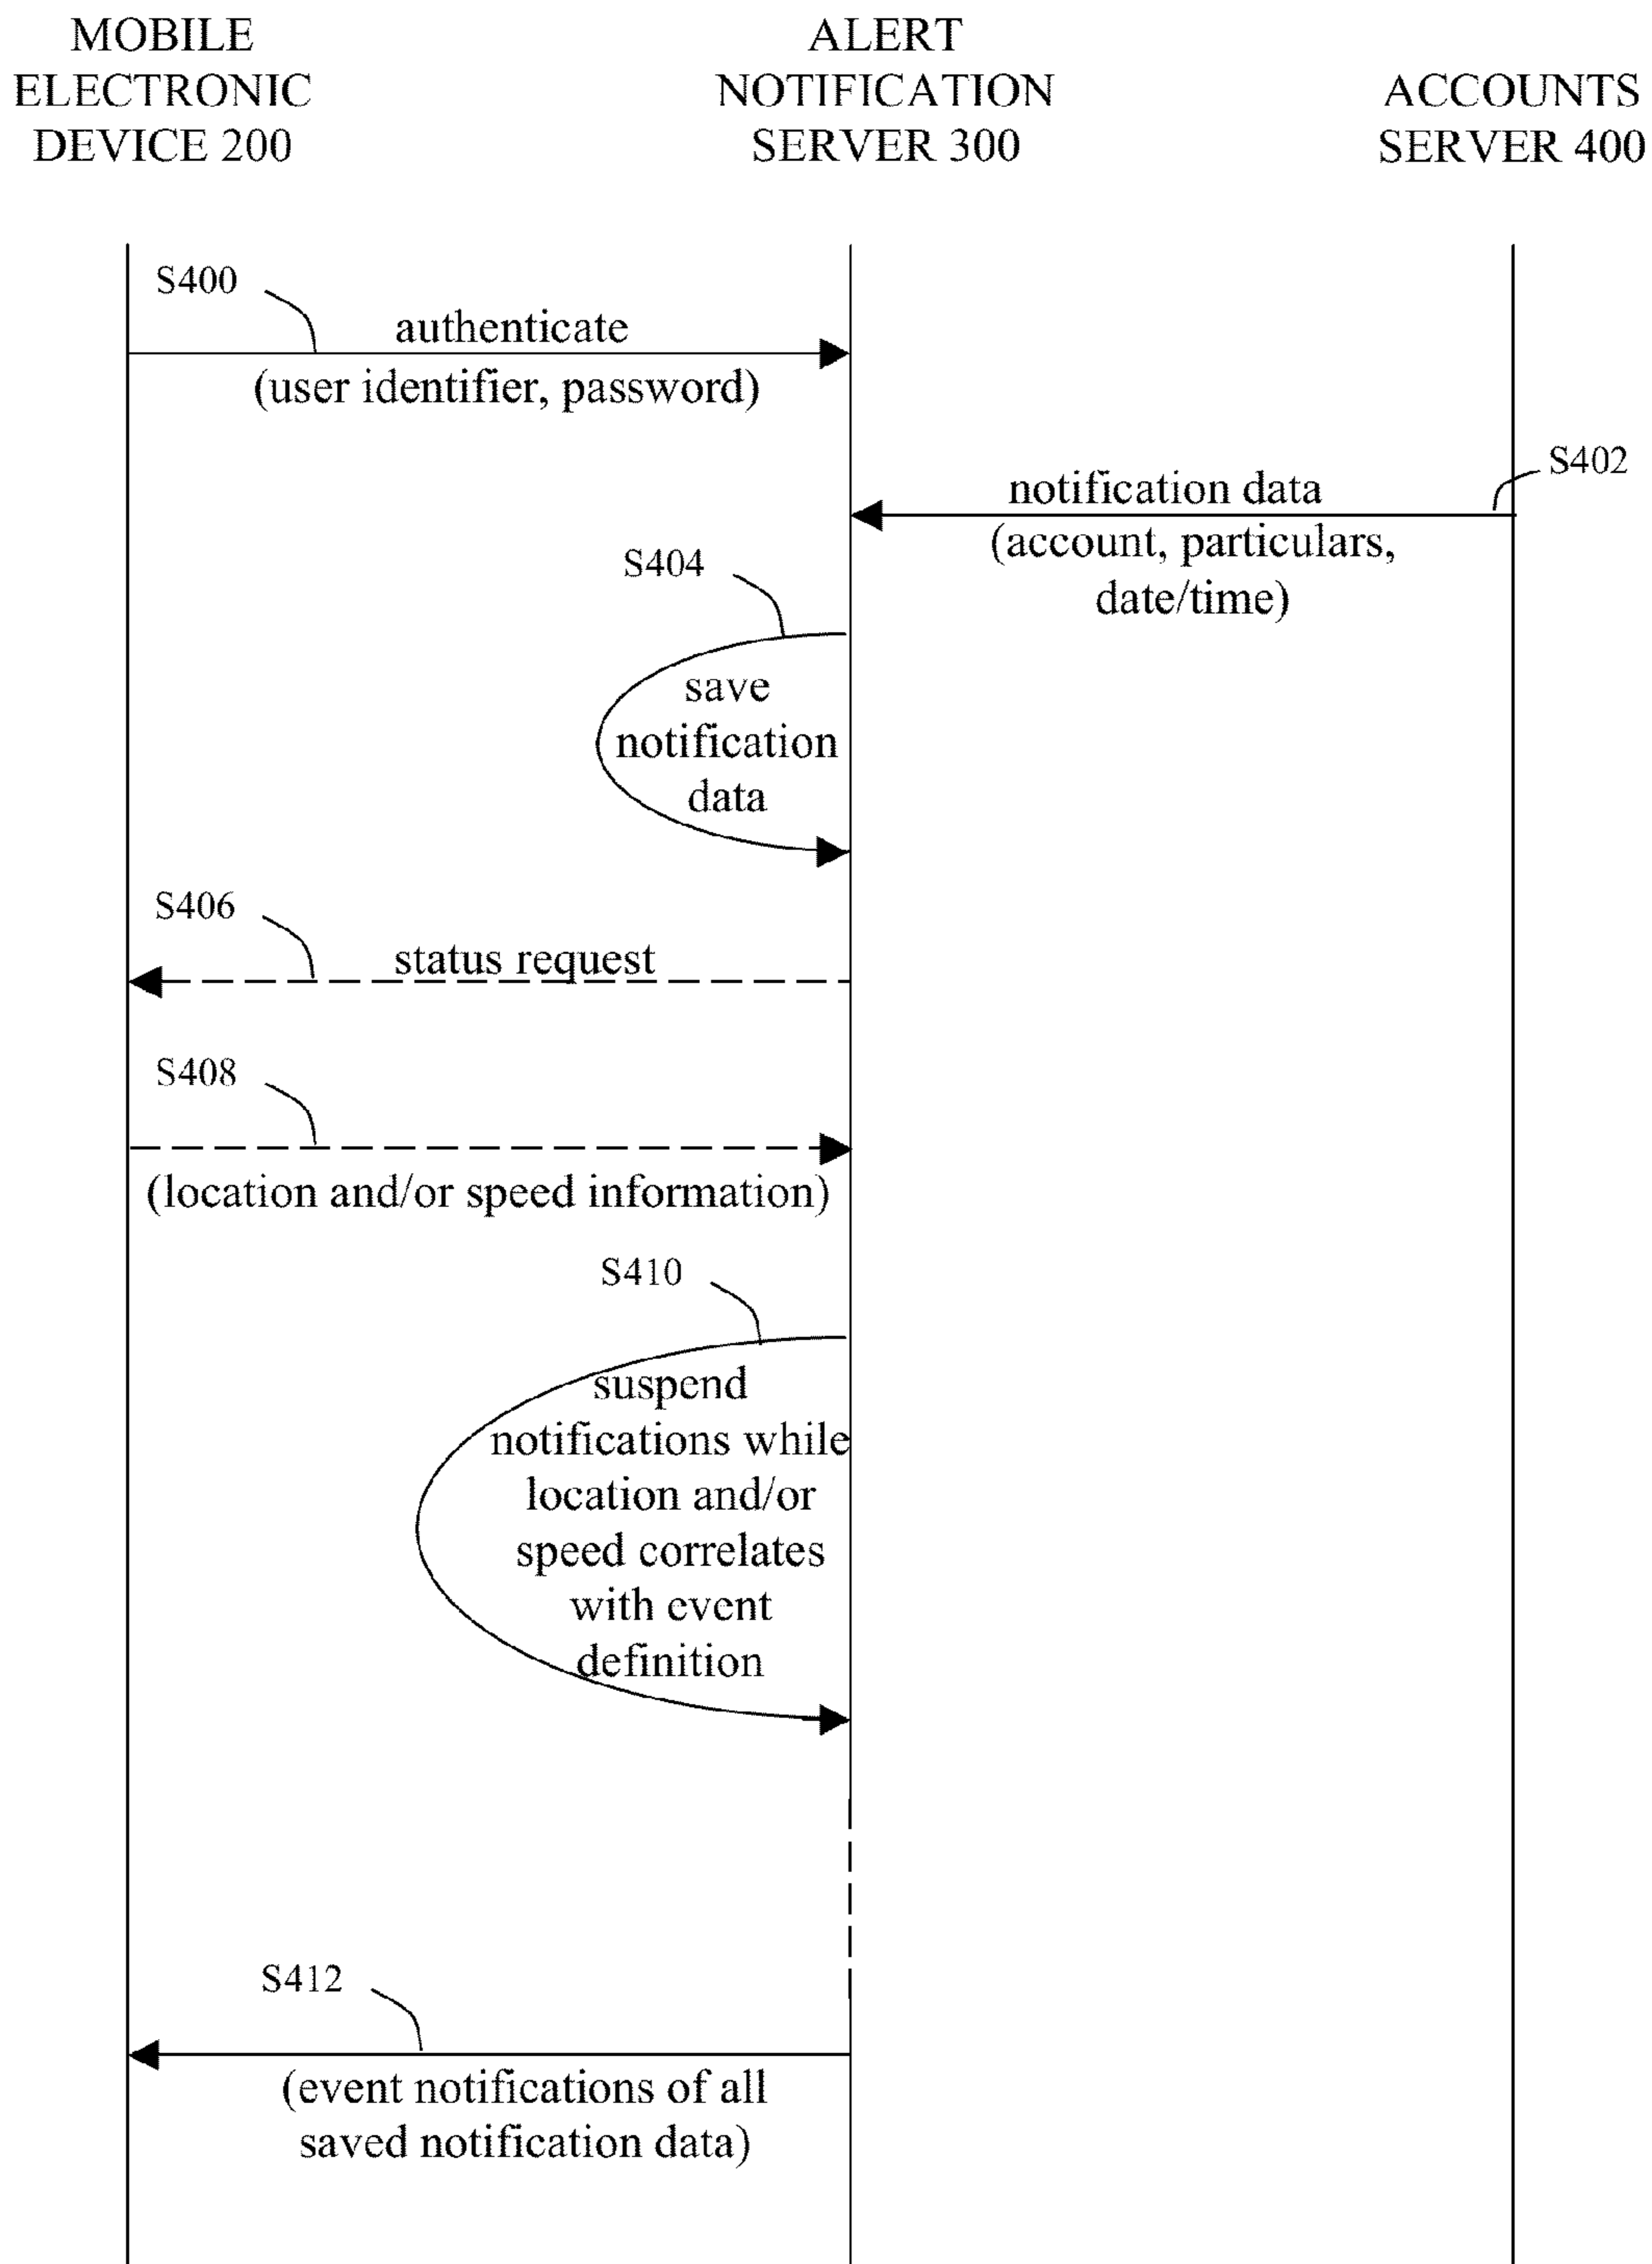 MOBILE
ELECTRONIC
DEVICE 200
ALERT
NOTIFICATION
SERVER 300
ACCOUNTS
SERVER 400
S400
authenticate
(user identifier, password)
S402
notification data
(account, particulars,
date/time)
S404
save
notification
data
S406
status request
S408
(location and/or speed information)
S410
suspend
notifications while
location and/or
speed correlates
with event
definition
S412
(event notifications of all
saved notification data)